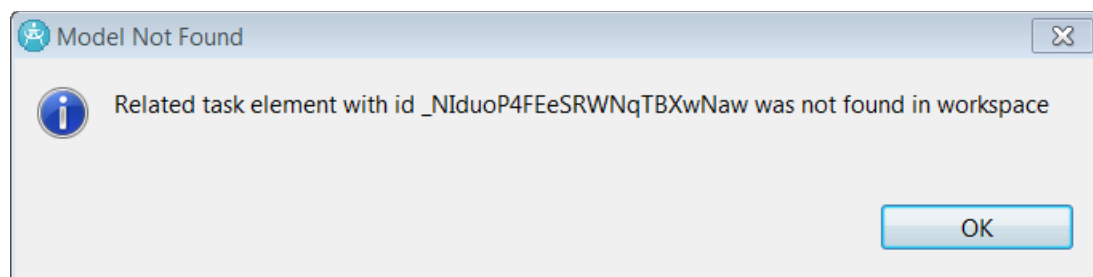 Model Not Found
Related task element with id _NIduoP4FEeSRWNqTBXwNaw was not found in workspace
OK